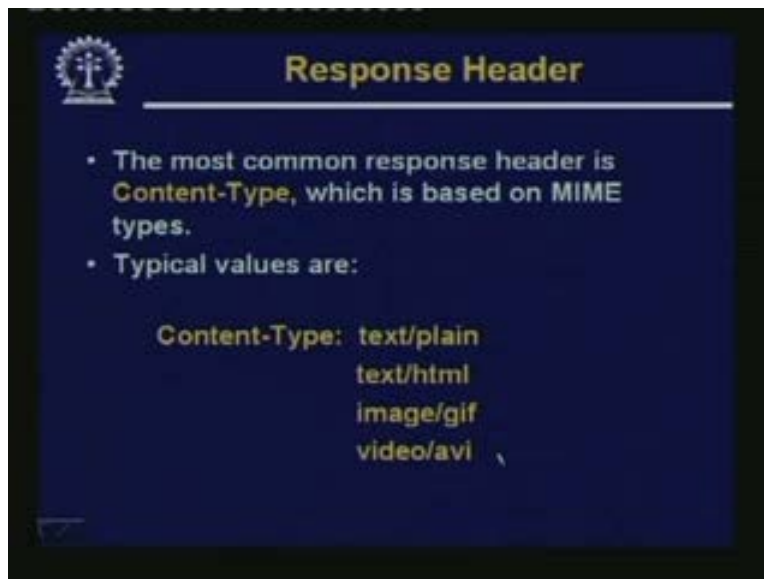 Response Header
• The most common response header is
Content-Type, which is based on MIME
types.
• Typical values are:
Content-Type: text/plain
text/html
image/gif
video/avi